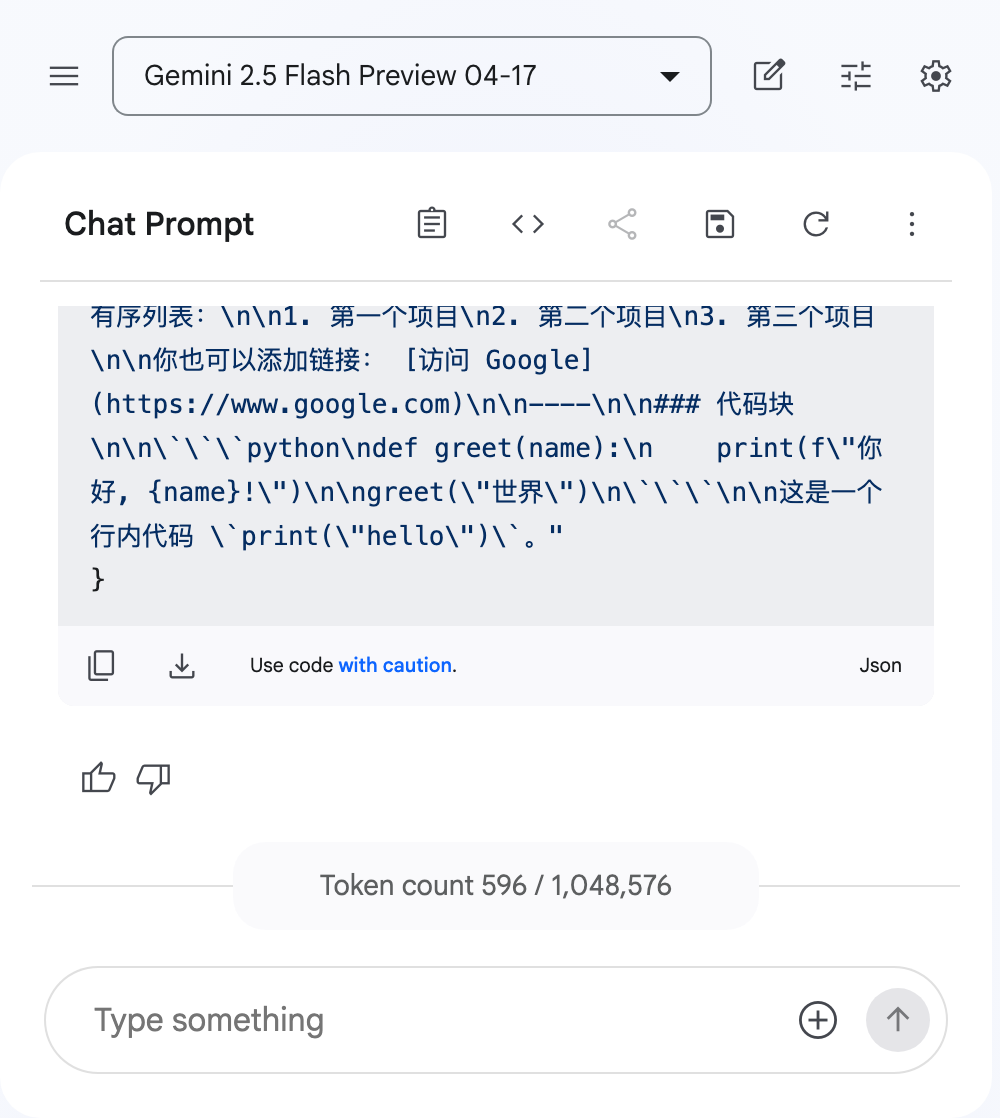 Gemini 2.5 Flash Preview 04-17
Chat Prompt
有序列表：\n\n1. 第一个项目\n2. 第二个项目\n3. 第三个项目
\n\n你也可以添加链接： [访问 Google]
(https://www.google.com)\n\n----\n\n### 代码块
\n\n\`\`\`python\ndef greet(name):\n    print(f\"你
好, {name}!\")\n\ngreet(\"世界\")\n\`\`\`\n\n这是一个
行内代码 \`print(\"hello\")\`。"
}
Use code with caution.
Json
Token count 596 / 1,048,576
Type something